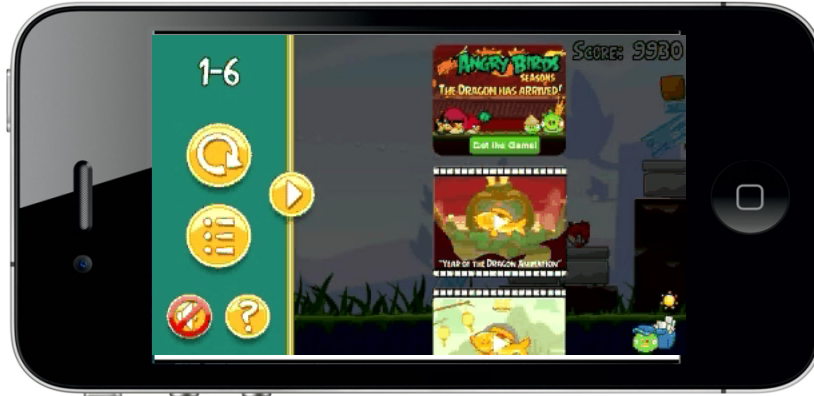 1-6
SCORE: 9930
ANGRY BIRDS
SEASONS
THE DRAGON HAS ARRIVED!
Get the Game!
?
"YEAR OF THE DRAGON ANIMATION"